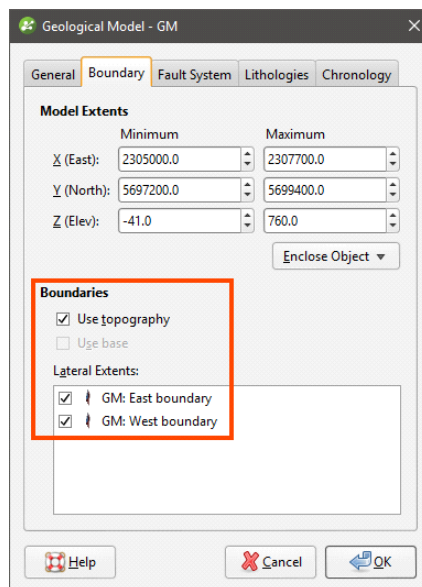 Geological Model - GM
General Boundary Fault System Lithologies Chronology
Model Extents
Minimum Maximum
X (East): 2305000.0 2307700.0
Y (North): 5697200.0 5699400.0
Z (Elev): -41.0 760.0
Enclose Object
Boundaries
Use topography
Use base
Lateral Extents:
GM: East boundary
GM: West boundary
Help Cancel OK